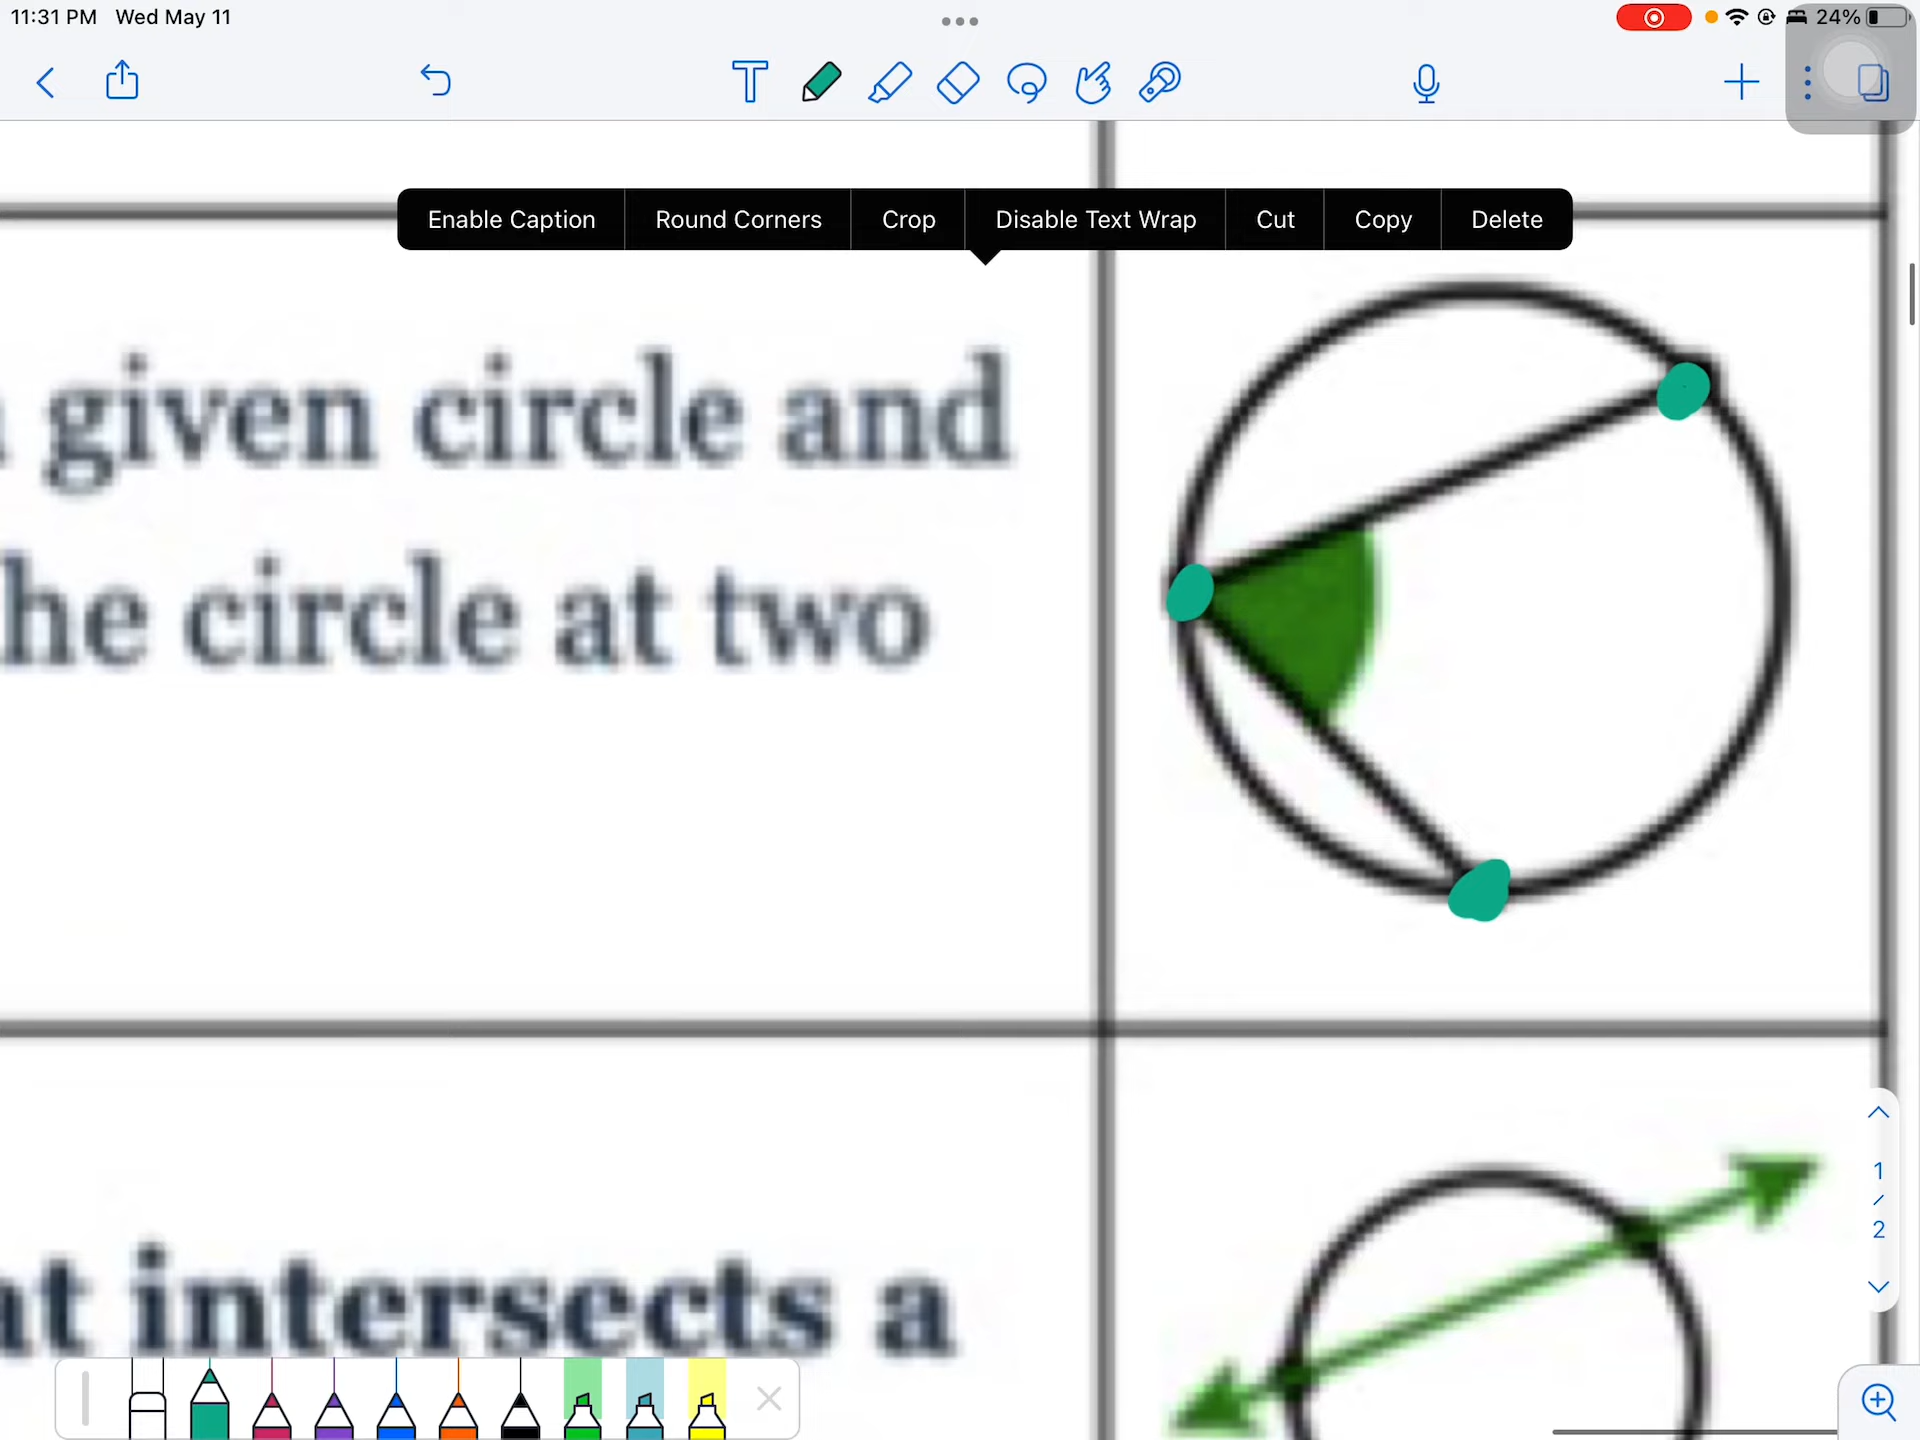 11:31 PM Wed May 11
24%
Enable Caption Round Corners Crop Disable Text Wrap Cut Copy Delete
given circle and
he circle at two
at intersects a
1
/
2